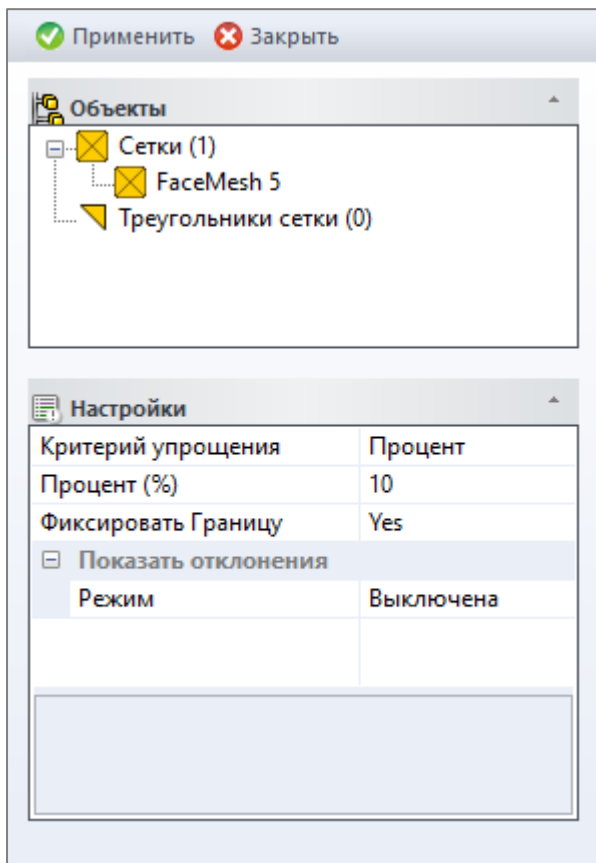 Применить Закрыть
Объекты
Сетки (1)
FaceMesh 5
Треугольники сетки (0)
Настройки
Критерий упрощения Процент
Процент (%) 10
Фиксировать Границу Yes
Показать отклонения
Режим Выключена